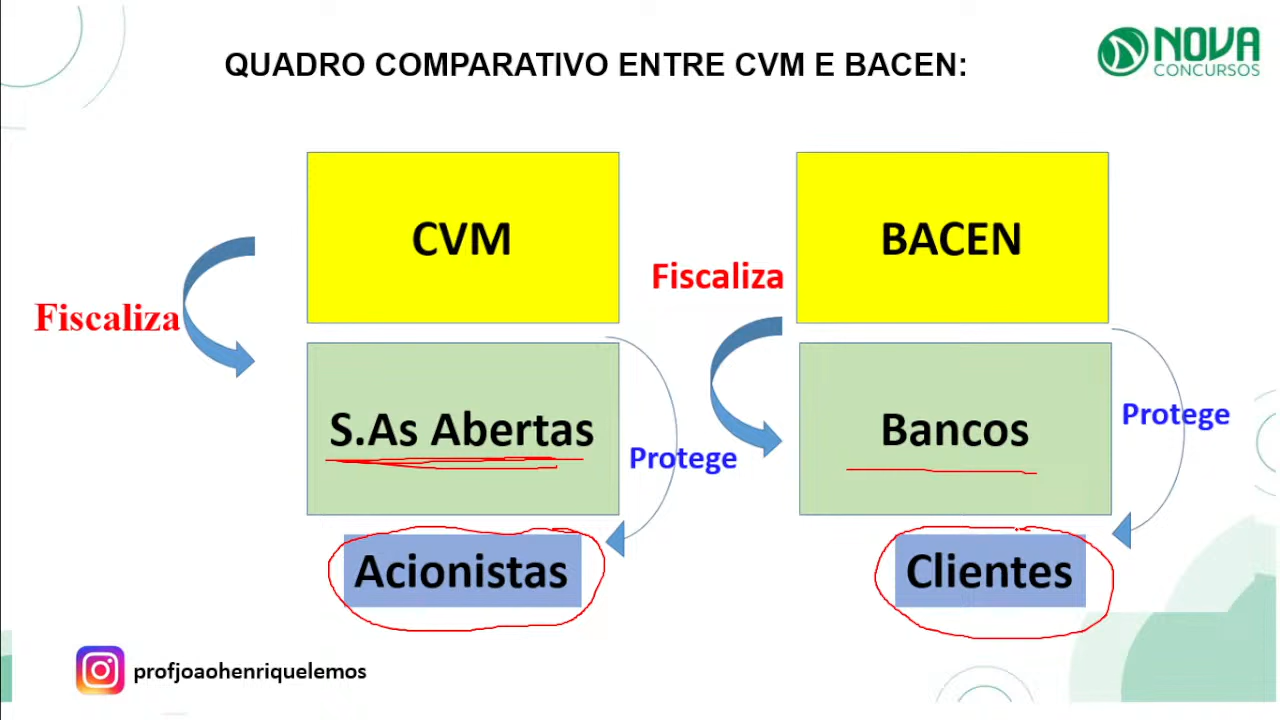 QUADRO COMPARATIVO ENTRE CVM E BACEN:
NOVA
CONCURSOS
CVM
BACEN
Fiscaliza
Fiscaliza
S.As Abertas
Bancos
Protege
Protege
Acionistas
Clientes
profjoaohenriquelemos